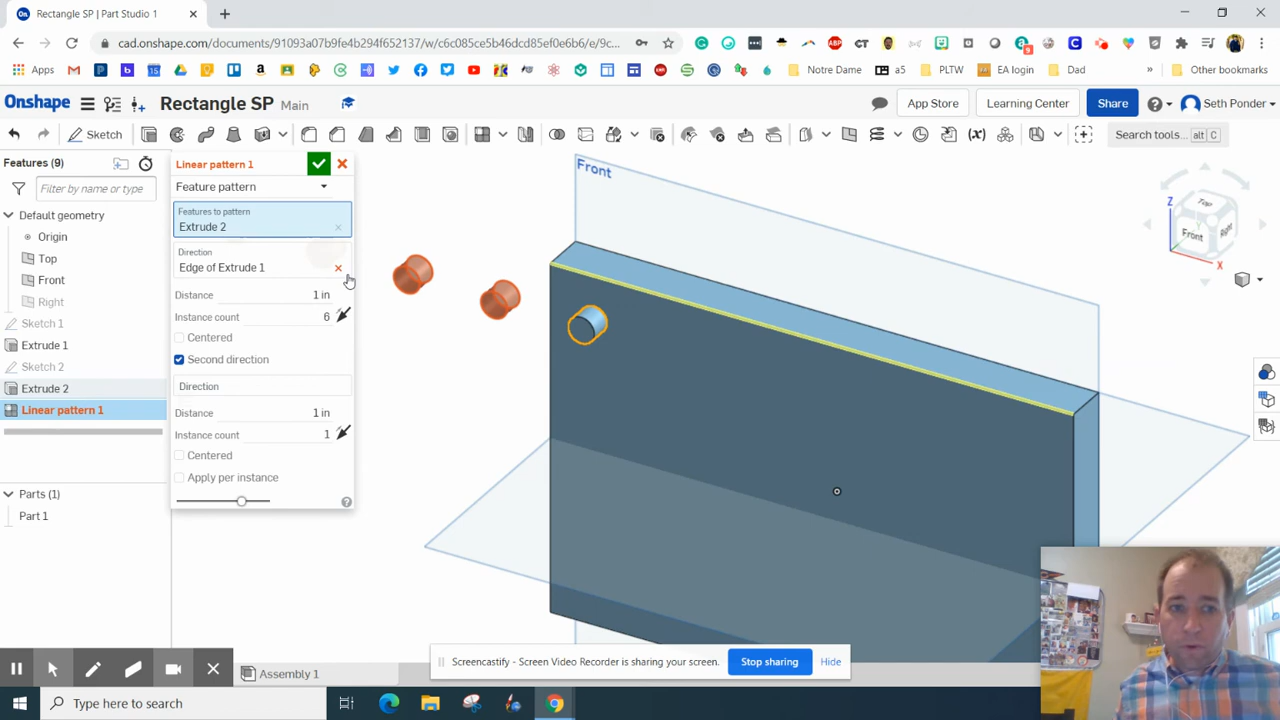 Rectangle SP | Part Studio 1
cad.onshape.com/documents/91093a07b9fe4b294f652137/w/c6c085ce5b46d4cd85ef0e6b6/e/9c...
Apps
Notre Dame
a5
PLTW
EA login
Dad
»
Other bookmarks
Onshape
Rectangle SP
Main
App Store
Learning Center
Share
Seth Ponder
Sketch
Search tools...
alt C
Features (9)
Filter by name or type
Default geometry
Origin
Top
Front
Right
Sketch 1
Extrude 1
Sketch 2
Extrude 2
Linear pattern 1
Parts (1)
Part 1
Linear pattern 1
Feature pattern
Features to pattern
Extrude 2
Direction
Edge of Extrude 1
Distance
1 in
Instance count
6
Centered
Second direction
Direction
Distance
1 in
Instance count
1
Centered
Apply per instance
Front
Z
Top
Front
Right
X
Screencastify - Screen Video Recorder is sharing your screen.
Stop sharing
Hide
Assembly 1
Type here to search